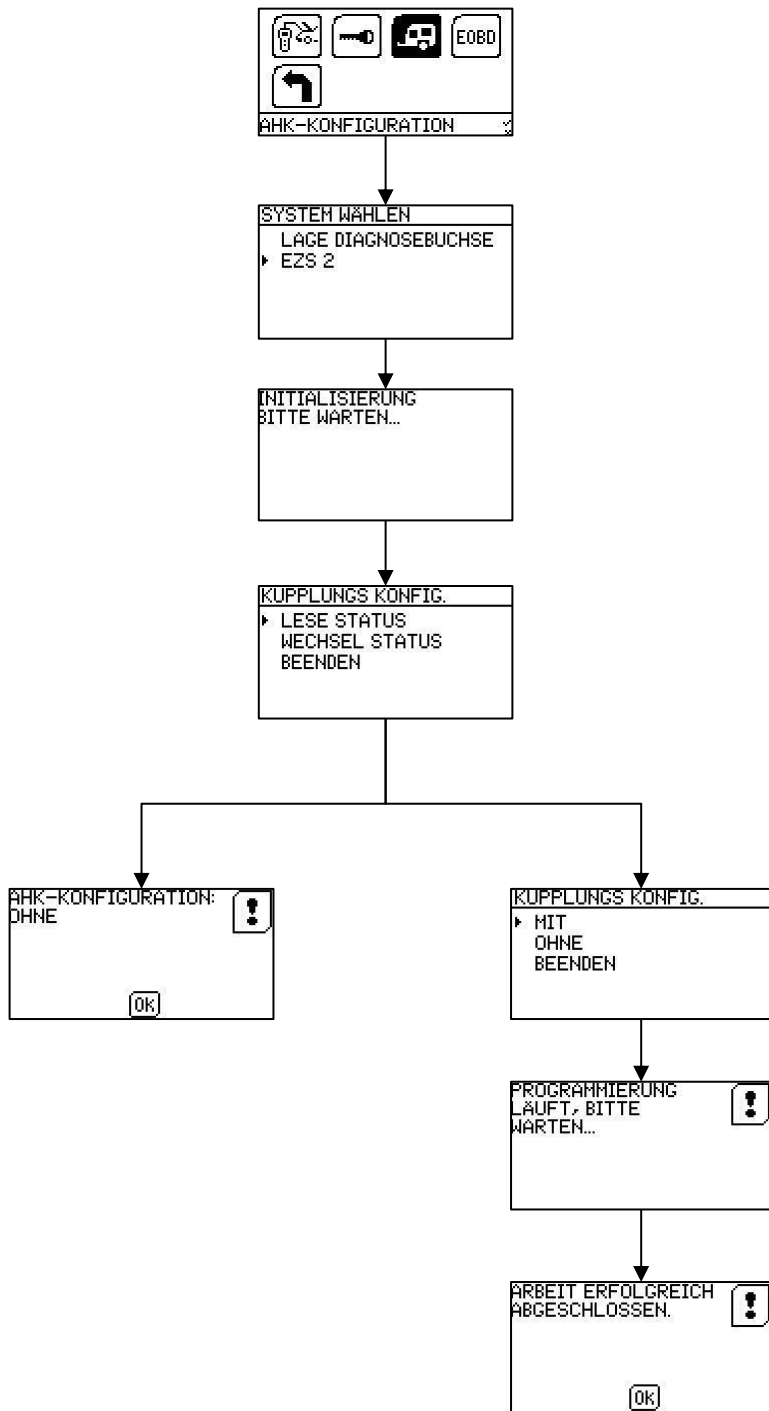 EOBD
AHK-KONFIGURATION
SYSTEM WÄHLEN
LAGE DIAGNOSEBUCHSE
EZS 2
INITIALISIERUNG
BITTE WARTEN...
KUPPLUNGS KONFIG.
LESE STATUS
WECHSEL STATUS
BEENDEN
AHK-KONFIGURATION:
OHNE
OK
KUPPLUNGS KONFIG.
MIT
OHNE
BEENDEN
PROGRAMMIERUNG
LÄUFT, BITTE
WARTEN...
ARBEIT ERFOLGREICH
ABGESCHLOSSEN.
OK